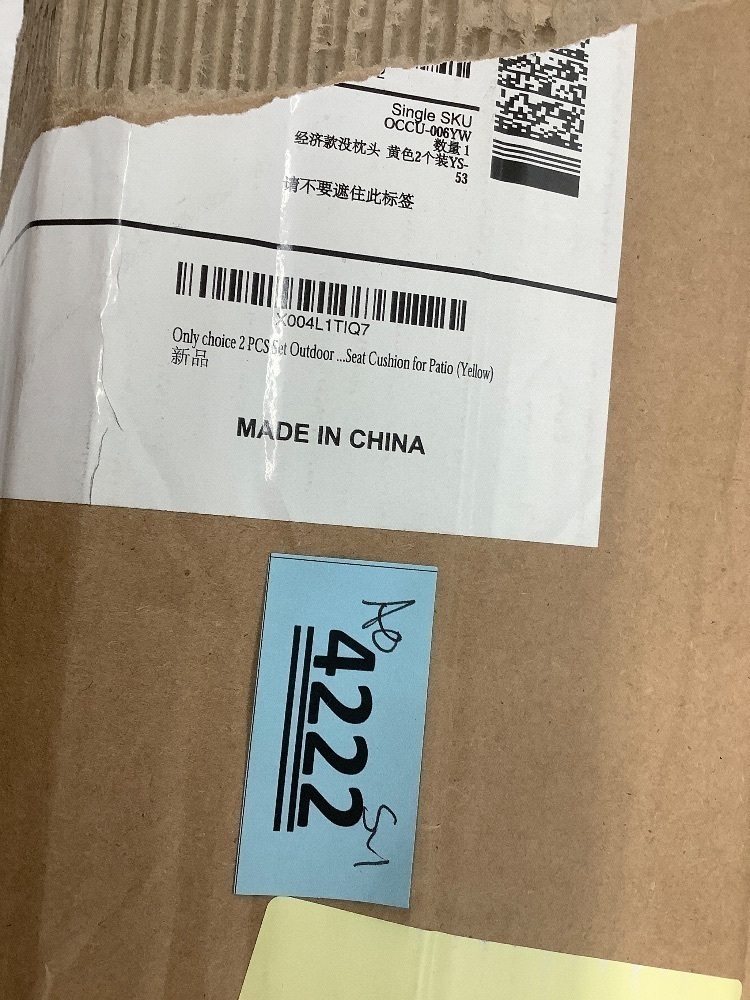 Single SKU
OCCU-006YW
数量 1
经济款没枕头 黄色2个装YS-
53
请不要遮住此标签
X004L1TIQ7
Only choice 2 PCS Set Outdoor ...Seat Cushion for Patio (Yellow)
新品
MADE IN CHINA
4222